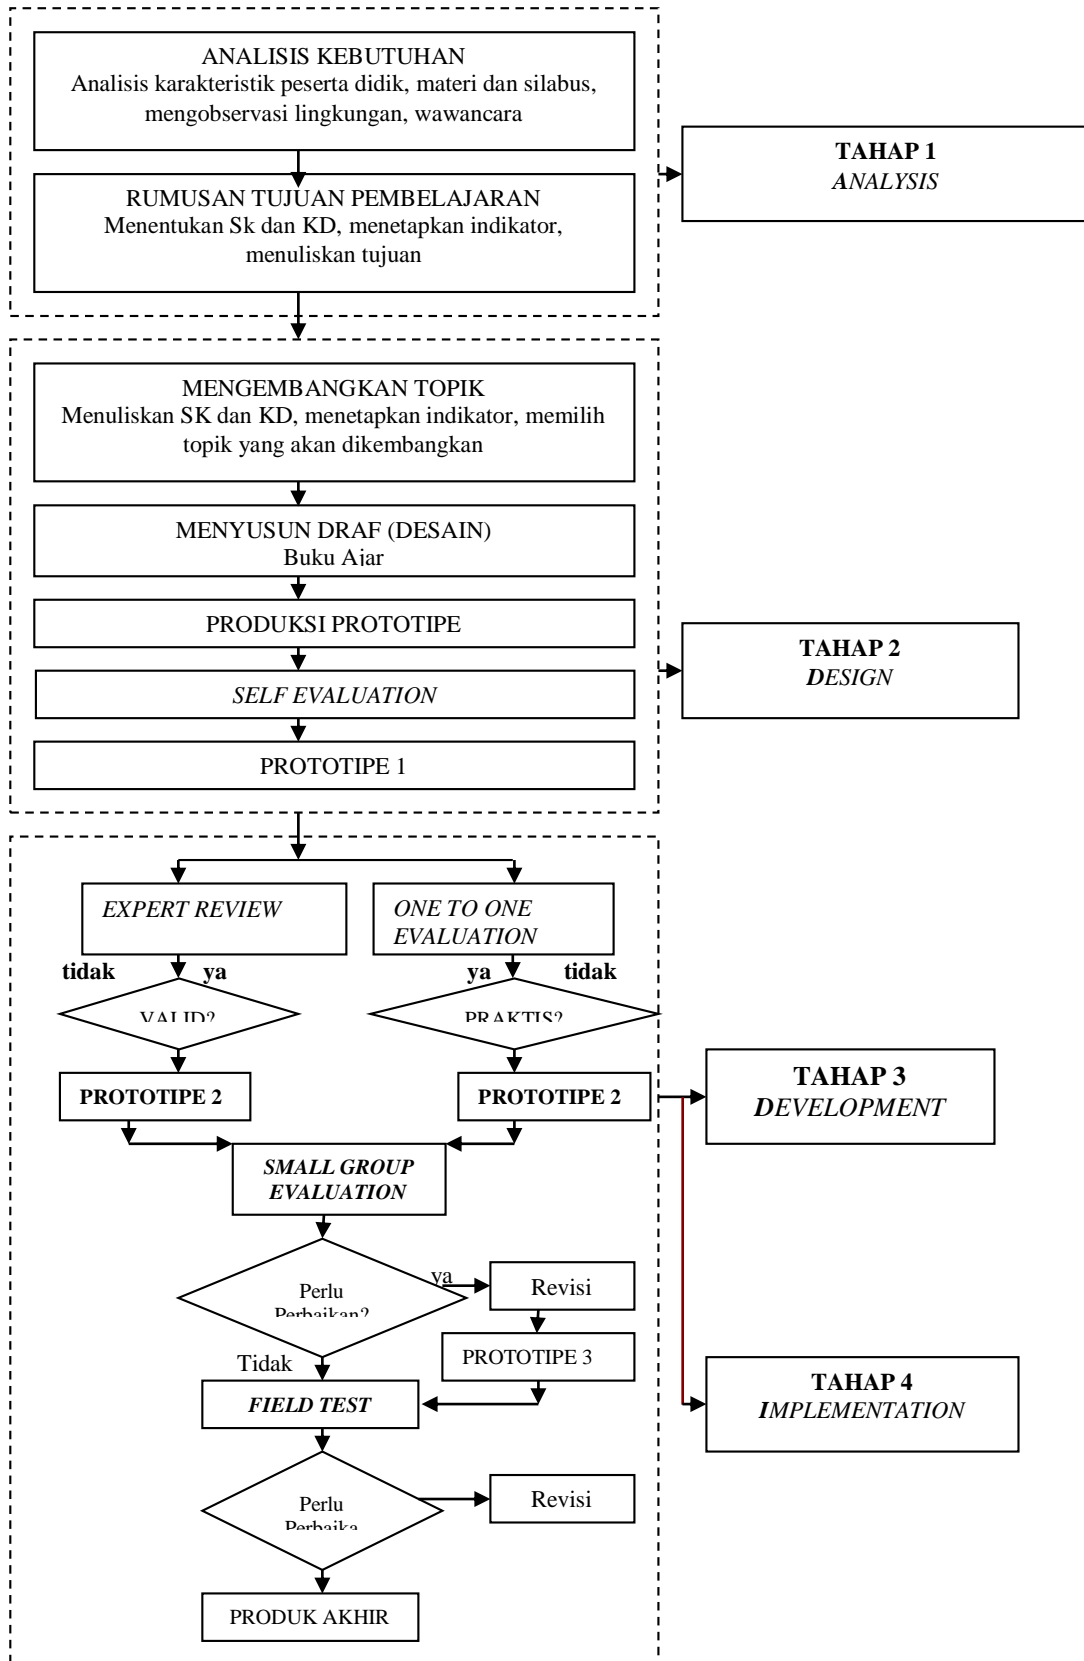 ANALISIS KEBUTUHAN
Analisis karakteristik peserta didik, materi dan silabus,
mengobservasi lingkungan, wawancara
TAHAP 1
ANALYSIS
RUMUSAN TUJUAN PEMBELAJARAN
Menentukan Sk dan KD, menetapkan indikator,
menuliskan tujuan
MENGEMBANGKAN TOPIK
Menuliskan SK dan KD, menetapkan indikator, memilih
topik yang akan dikembangkan
MENYUSUN DRAF (DESAIN)
Buku Ajar
PRODUKSI PROTOTIPE
TAHAP 2
DESIGN
SELF EVALUATION
PROTOTIPE 1
EXPERT REVIEW
ONE TO ONE
EVALUATION
tidak
ya
ya
tidak
VALID?
PRAKTIS?
PROTOTIPE 2
PROTOTIPE 2
TAHAP 3
DEVELOPMENT
SMALL GROUP
EVALUATION
Perlu
Perbaikan?
ya
Revisi
PROTOTIPE 3
Tidak
FIELD TEST
TAHAP 4
IMPLEMENTATION
Perlu
Perbaika
Revisi
PRODUK AKHIR